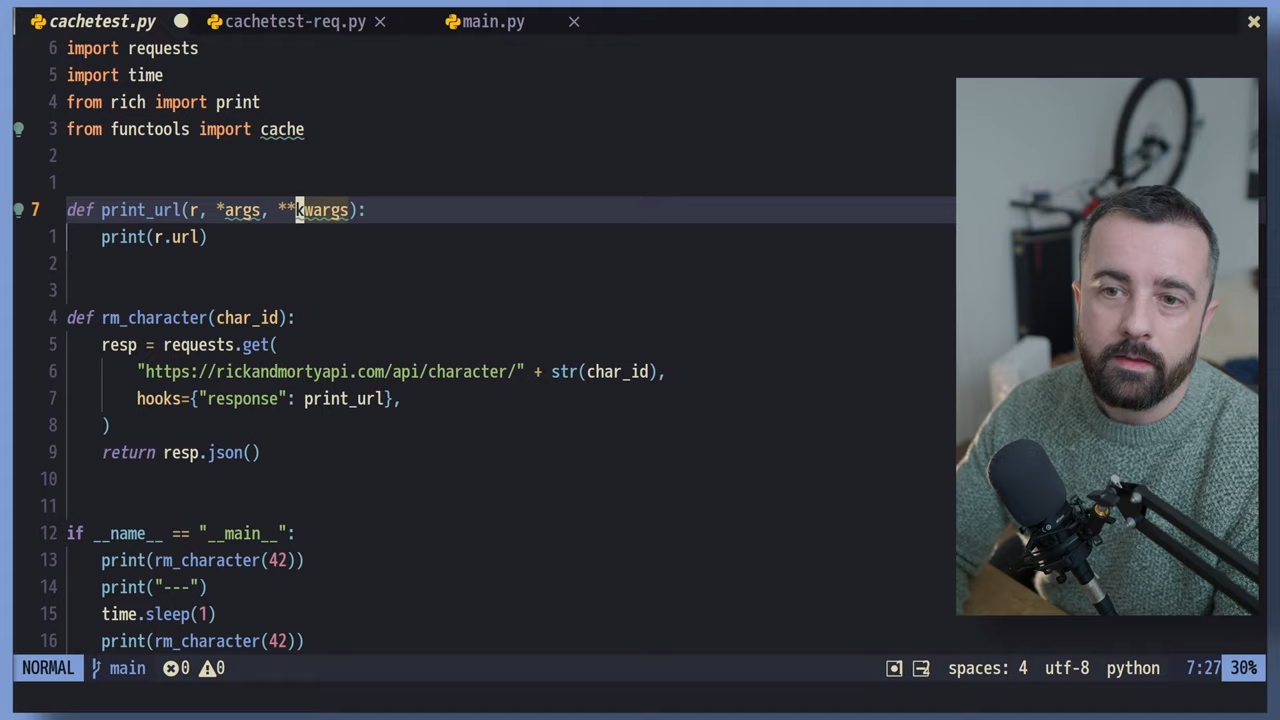 cachetest.py cachetest-req.py × main.py ×
6 import requests
5 import time
4 from rich import print
3 from functools import cache
2
1
7 def print_url(r, *args, **kwargs):
1 print(r.url)
2
3
4 def rm_character(char_id):
5 resp = requests.get(
6 "https://rickandmortyapi.com/api/character/" + str(char_id),
7 hooks={"response": print_url},
8 )
9 return resp.json()
10
11
12 if __name__ == "__main__":
13 print(rm_character(42))
14 print("---")
15 time.sleep(1)
16 print(rm_character(42))
NORMAL main 0 0 spaces: 4 utf-8 python 7:27 30%